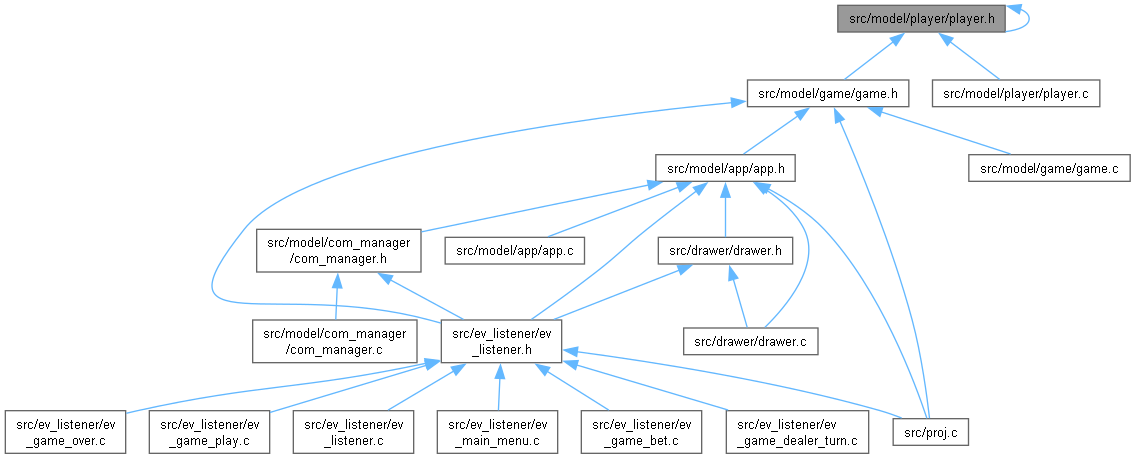 src/model/player/player.h
src/model/game/game.h
src/model/player/player.c
src/model/app/app.h
src/model/game/game.c
src/model/com_manager
/com_manager.h
src/model/app/app.c
src/drawer/drawer.h
src/model/com_manager
/com_manager.c
src/ev_listener/ev
_listener.h
src/drawer/drawer.c
src/ev_listener/ev
_game_over.c
src/ev_listener/ev
_game_play.c
src/ev_listener/ev
_listener.c
src/ev_listener/ev
_main_menu.c
src/ev_listener/ev
_game_bet.c
src/ev_listener/ev
_game_dealer_turn.c
src/proj.c